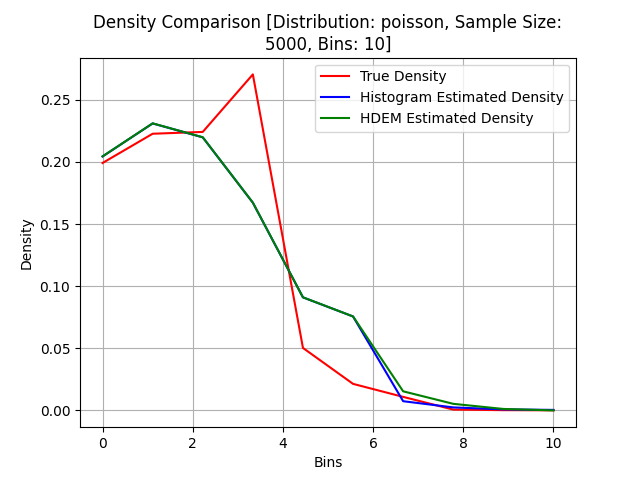 Density Comparison [Distribution: poisson, Sample Size:
5000, Bins: 10]
True Density
Histogram Estimated Density
HDEM Estimated Density
Density
0.25
0.20
0.15
0.10
0.05
0.00
0 2 4 6 8 10
Bins